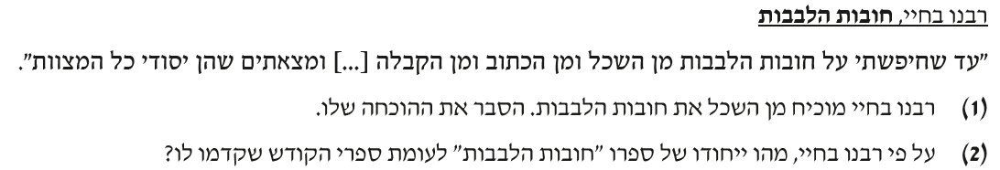 רבנו בחיי, חובות הלבבות
"עד שחיפשתי על חובות הלבבות מן השכל ומן הכתוב ומן הקבלה [...] ומצאתים שהן יסודי כל המצוות".
(1) רבנו בחיי מוכיח מן השכל את חובות הלבבות. הסבר את ההוכחה שלו.
(2) על פי רבנו בחיי, מהו ייחודו של ספרו "חובות הלבבות" לעומת ספרי הקודש שקדמו לו?